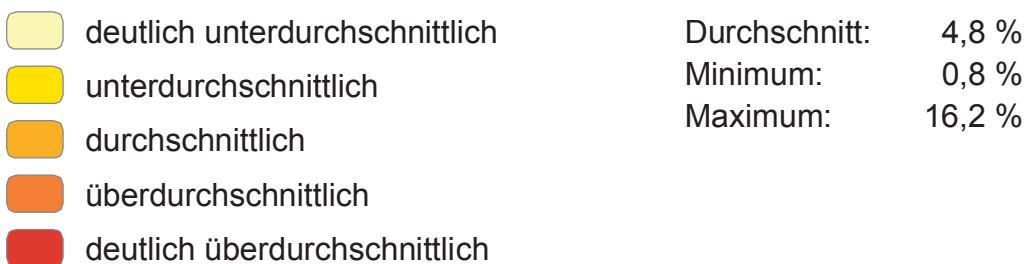 deutlich unterdurchschnittlich
unterdurchschnittlich
durchschnittlich
überdurchschnittlich
deutlich überdurchschnittlich
Durchschnitt: 4,8 %
Minimum: 0,8 %
Maximum: 16,2 %